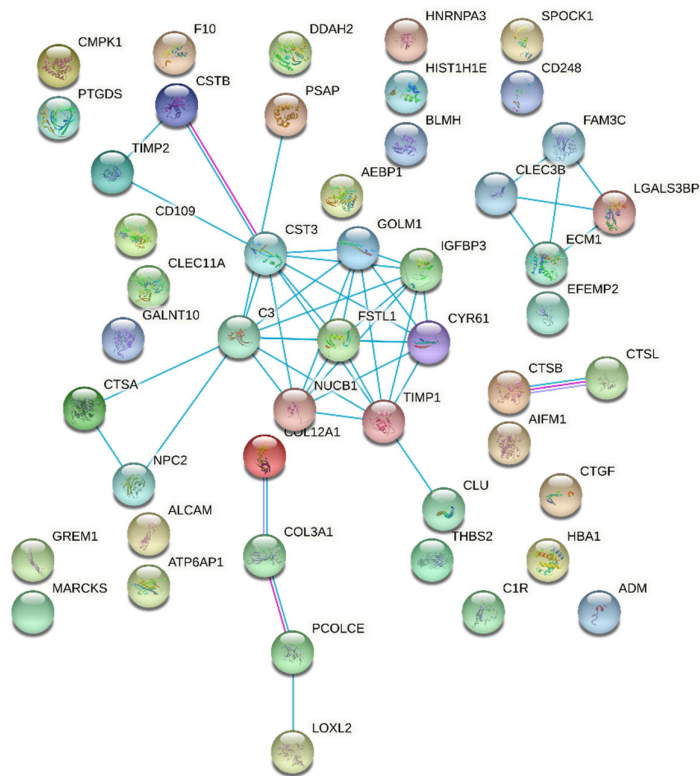 F10
HNRNPA3
SPOCK1
CMPK1
DDAH2
CSTB
PSAP
HIST1H1E
CD248
PTGDS
BLMH
FAM3C
TIMP2
CLEC3B
AEBP1
LGALS3BP
CD109
CST3
GOLM1
IGFBP3
ECM1
CLEC11A
EFEMP2
GALNT10
C3
FSTL1
CYR61
CTSL
CTSB
CTSA
NUCB1
TIMP1
AIFM1
COL12A1
NPC2
CLU
CTGF
ALCAM
GREM1
COL3A1
THBS2
HBA1
ATP6AP1
MARCKS
C1R
ADM
PCOLCE
LOXL2